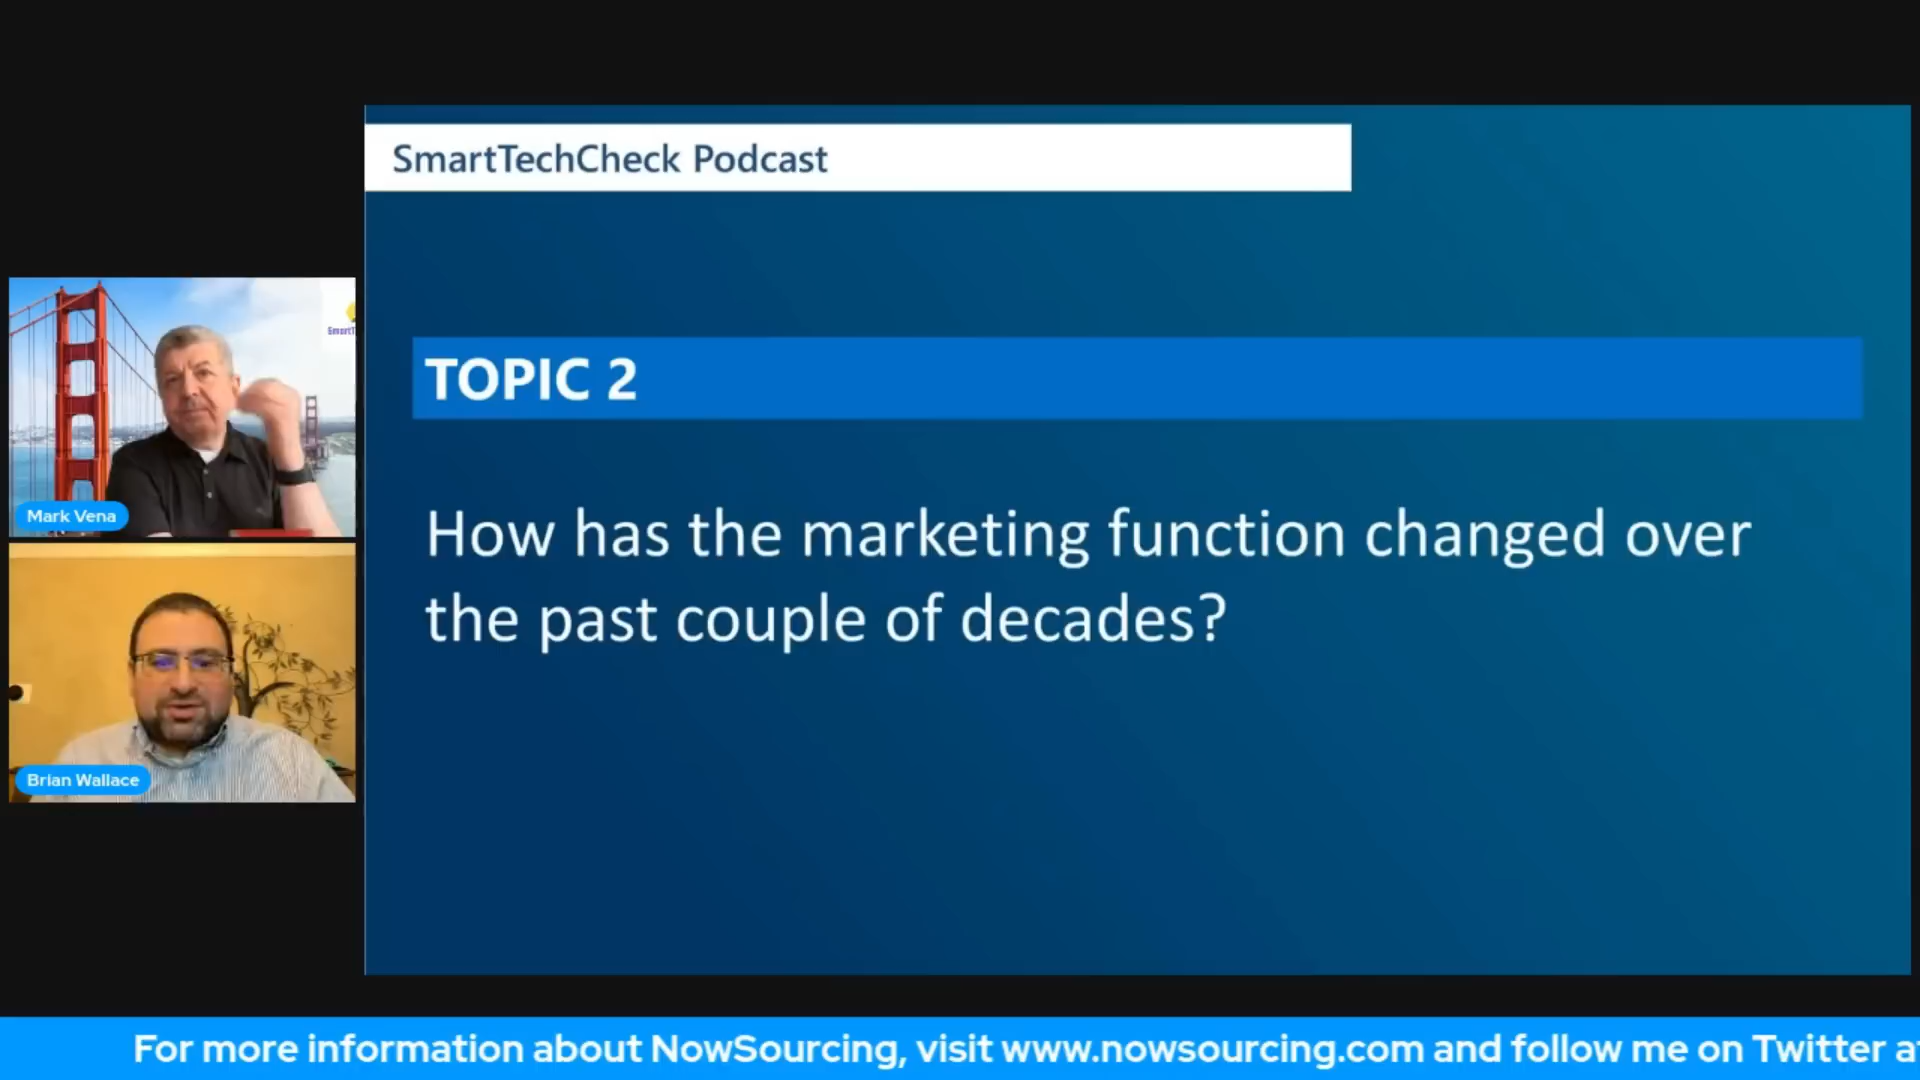 SmartTechCheck Podcast
TOPIC 2
How has the marketing function changed over
the past couple of decades?
Mark Vena
Brian Wallace
For more information about NowSourcing, visit www.nowsourcing.com and follow me on Twitter